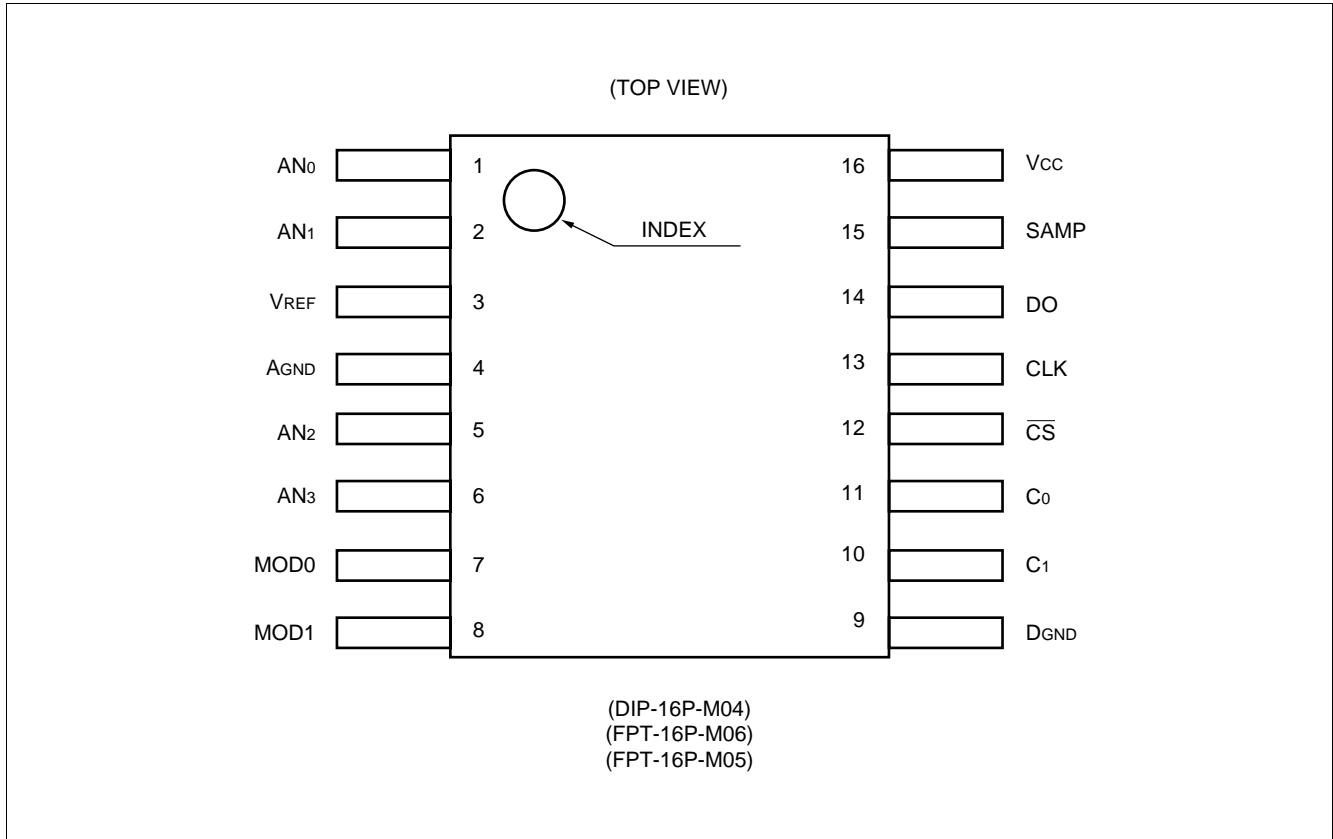 (TOP VIEW)
AN0 1 16 VCC
AN1 2 INDEX 15 SAMP
VREF 3 14 DO
AGND 4 13 CLK
AN2 5 12 C̅S̅
AN3 6 11 C0
MOD0 7 10 C1
MOD1 8 9 DGND
(DIP-16P-M04)
(FPT-16P-M06)
(FPT-16P-M05)